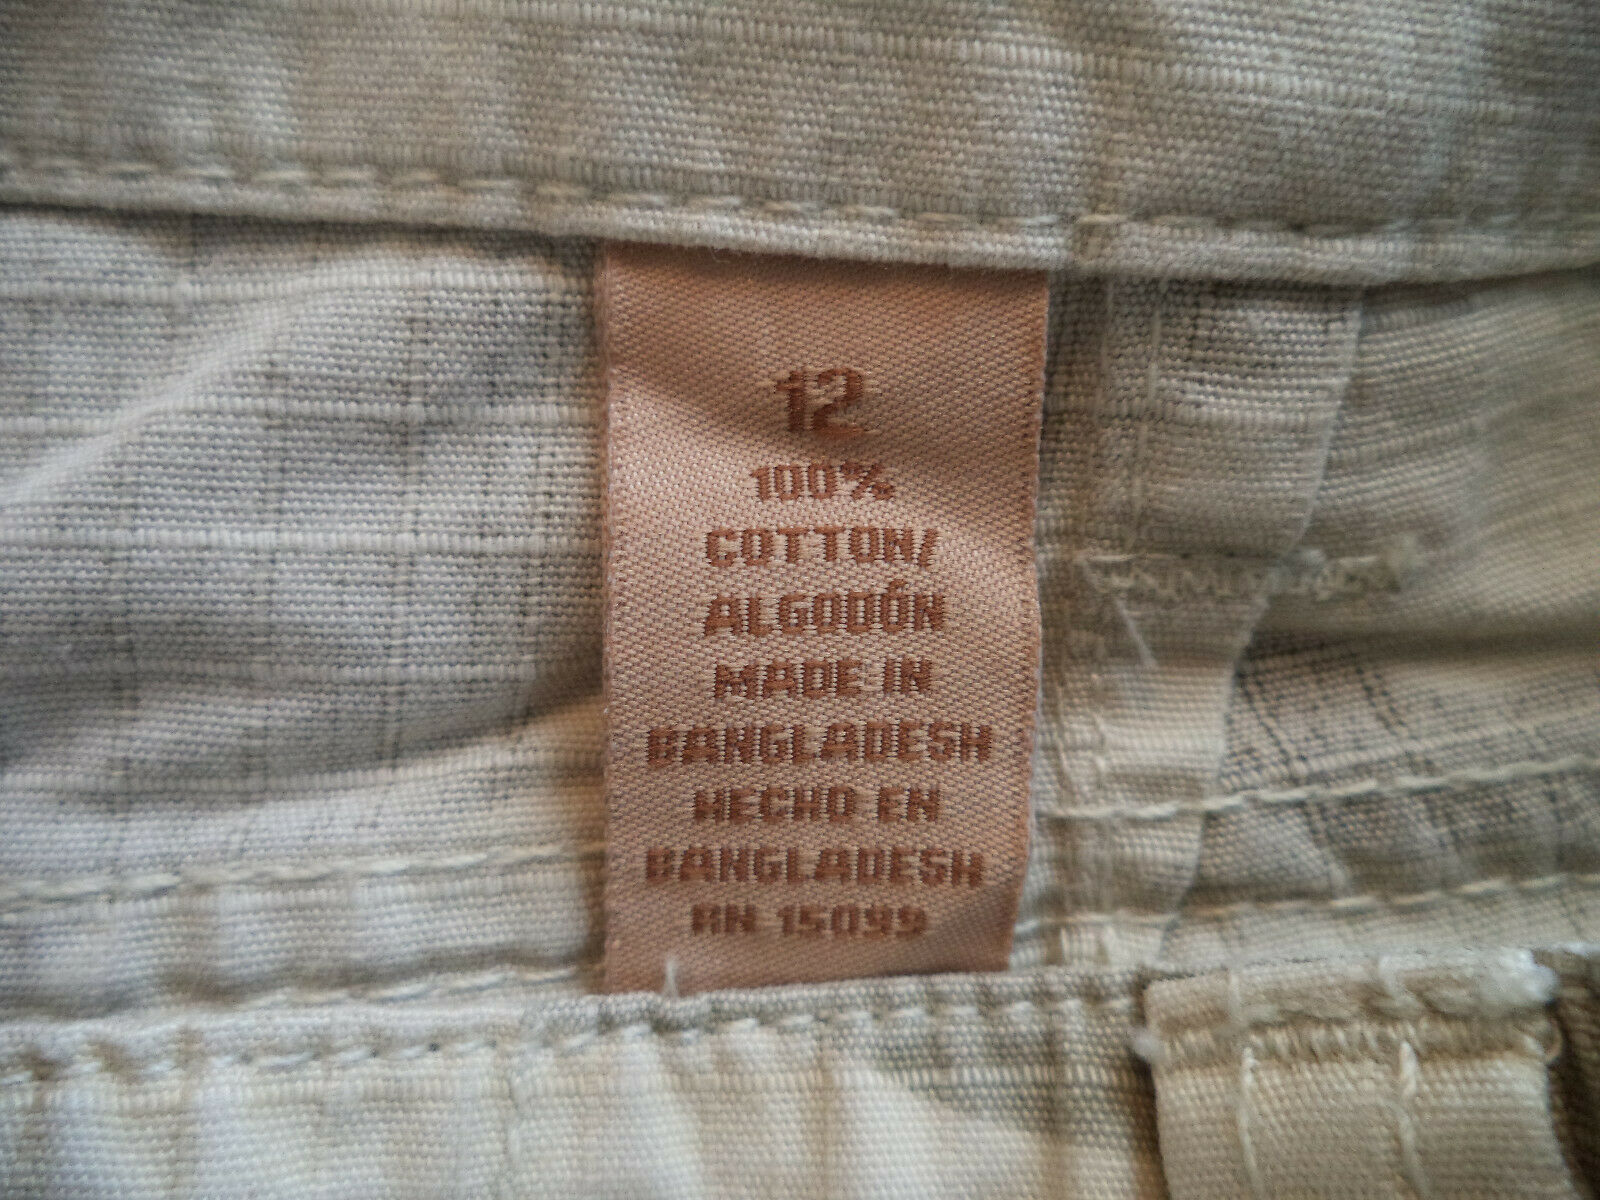 12
100%
COTTON/
ALGODÓN
MADE IN
BANGLADESH
HECHO EN
BANGLADESH
RN 15099